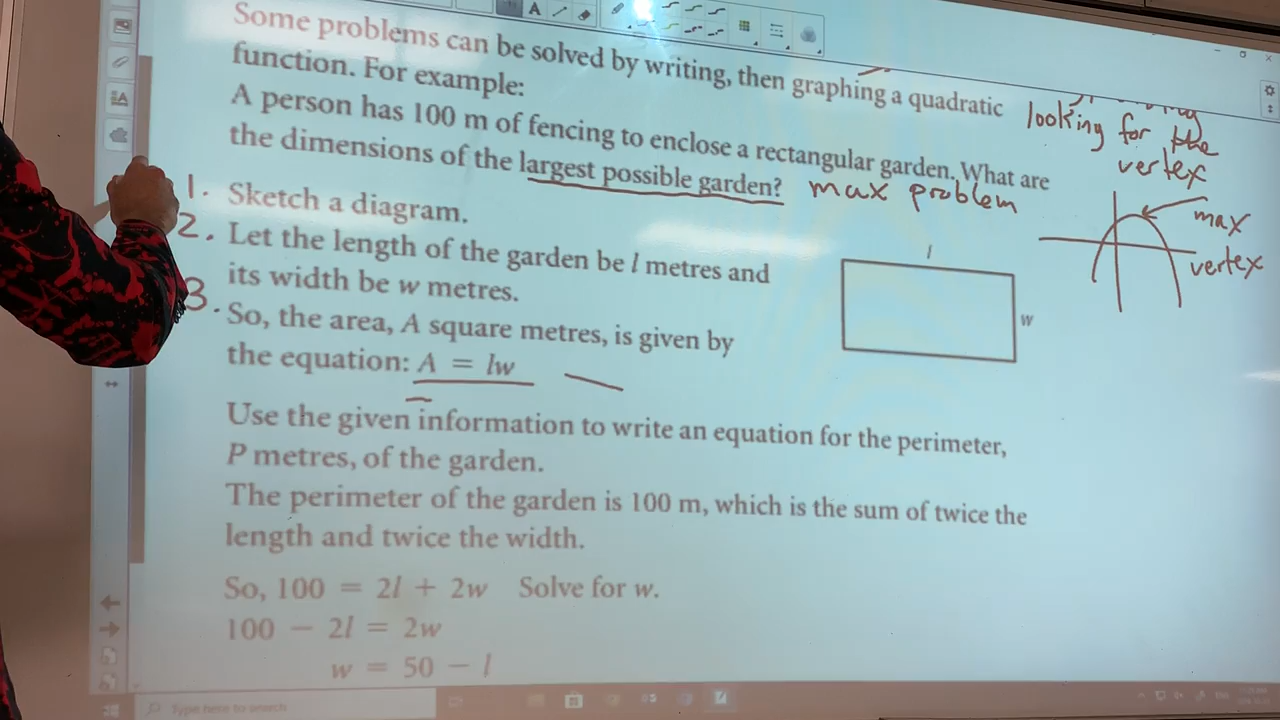 Some problems can be solved by writing, then graphing a quadratic
function. For example:
A person has 100 m of fencing to enclose a rectangular garden. What are
the dimensions of the largest possible garden? max problem
looking for the
vertex
max
vertex
1. Sketch a diagram.
2. Let the length of the garden be l metres and
its width be w metres.
3. So, the area, A square metres, is given by
the equation: A = lw
l
w
Use the given information to write an equation for the perimeter,
P metres, of the garden.
The perimeter of the garden is 100 m, which is the sum of twice the
length and twice the width.
So, 100 = 2l + 2w Solve for w.
100 − 2l = 2w
w = 50 − l
Type here to search